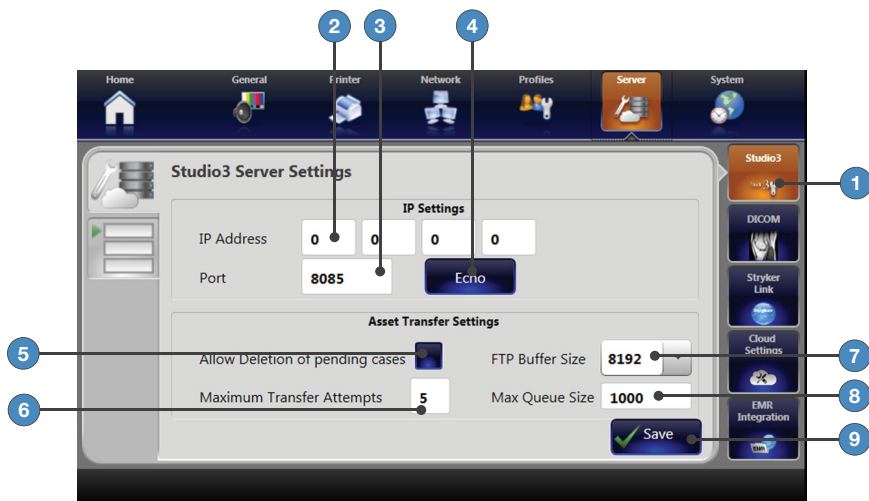 2 3 4
Home General Printer Network Profiles Server System
Studio3
1
Studio3 Server Settings
IP Settings
DICOM
IP Address 0 0 0 0
Port 8085 Echo
Stryker
Link
Asset Transfer Settings
Cloud
Settings
5 Allow Deletion of pending cases FTP Buffer Size 8192 7
6 Maximum Transfer Attempts 5 Max Queue Size 1000 8
EMR
Integration
Save 9